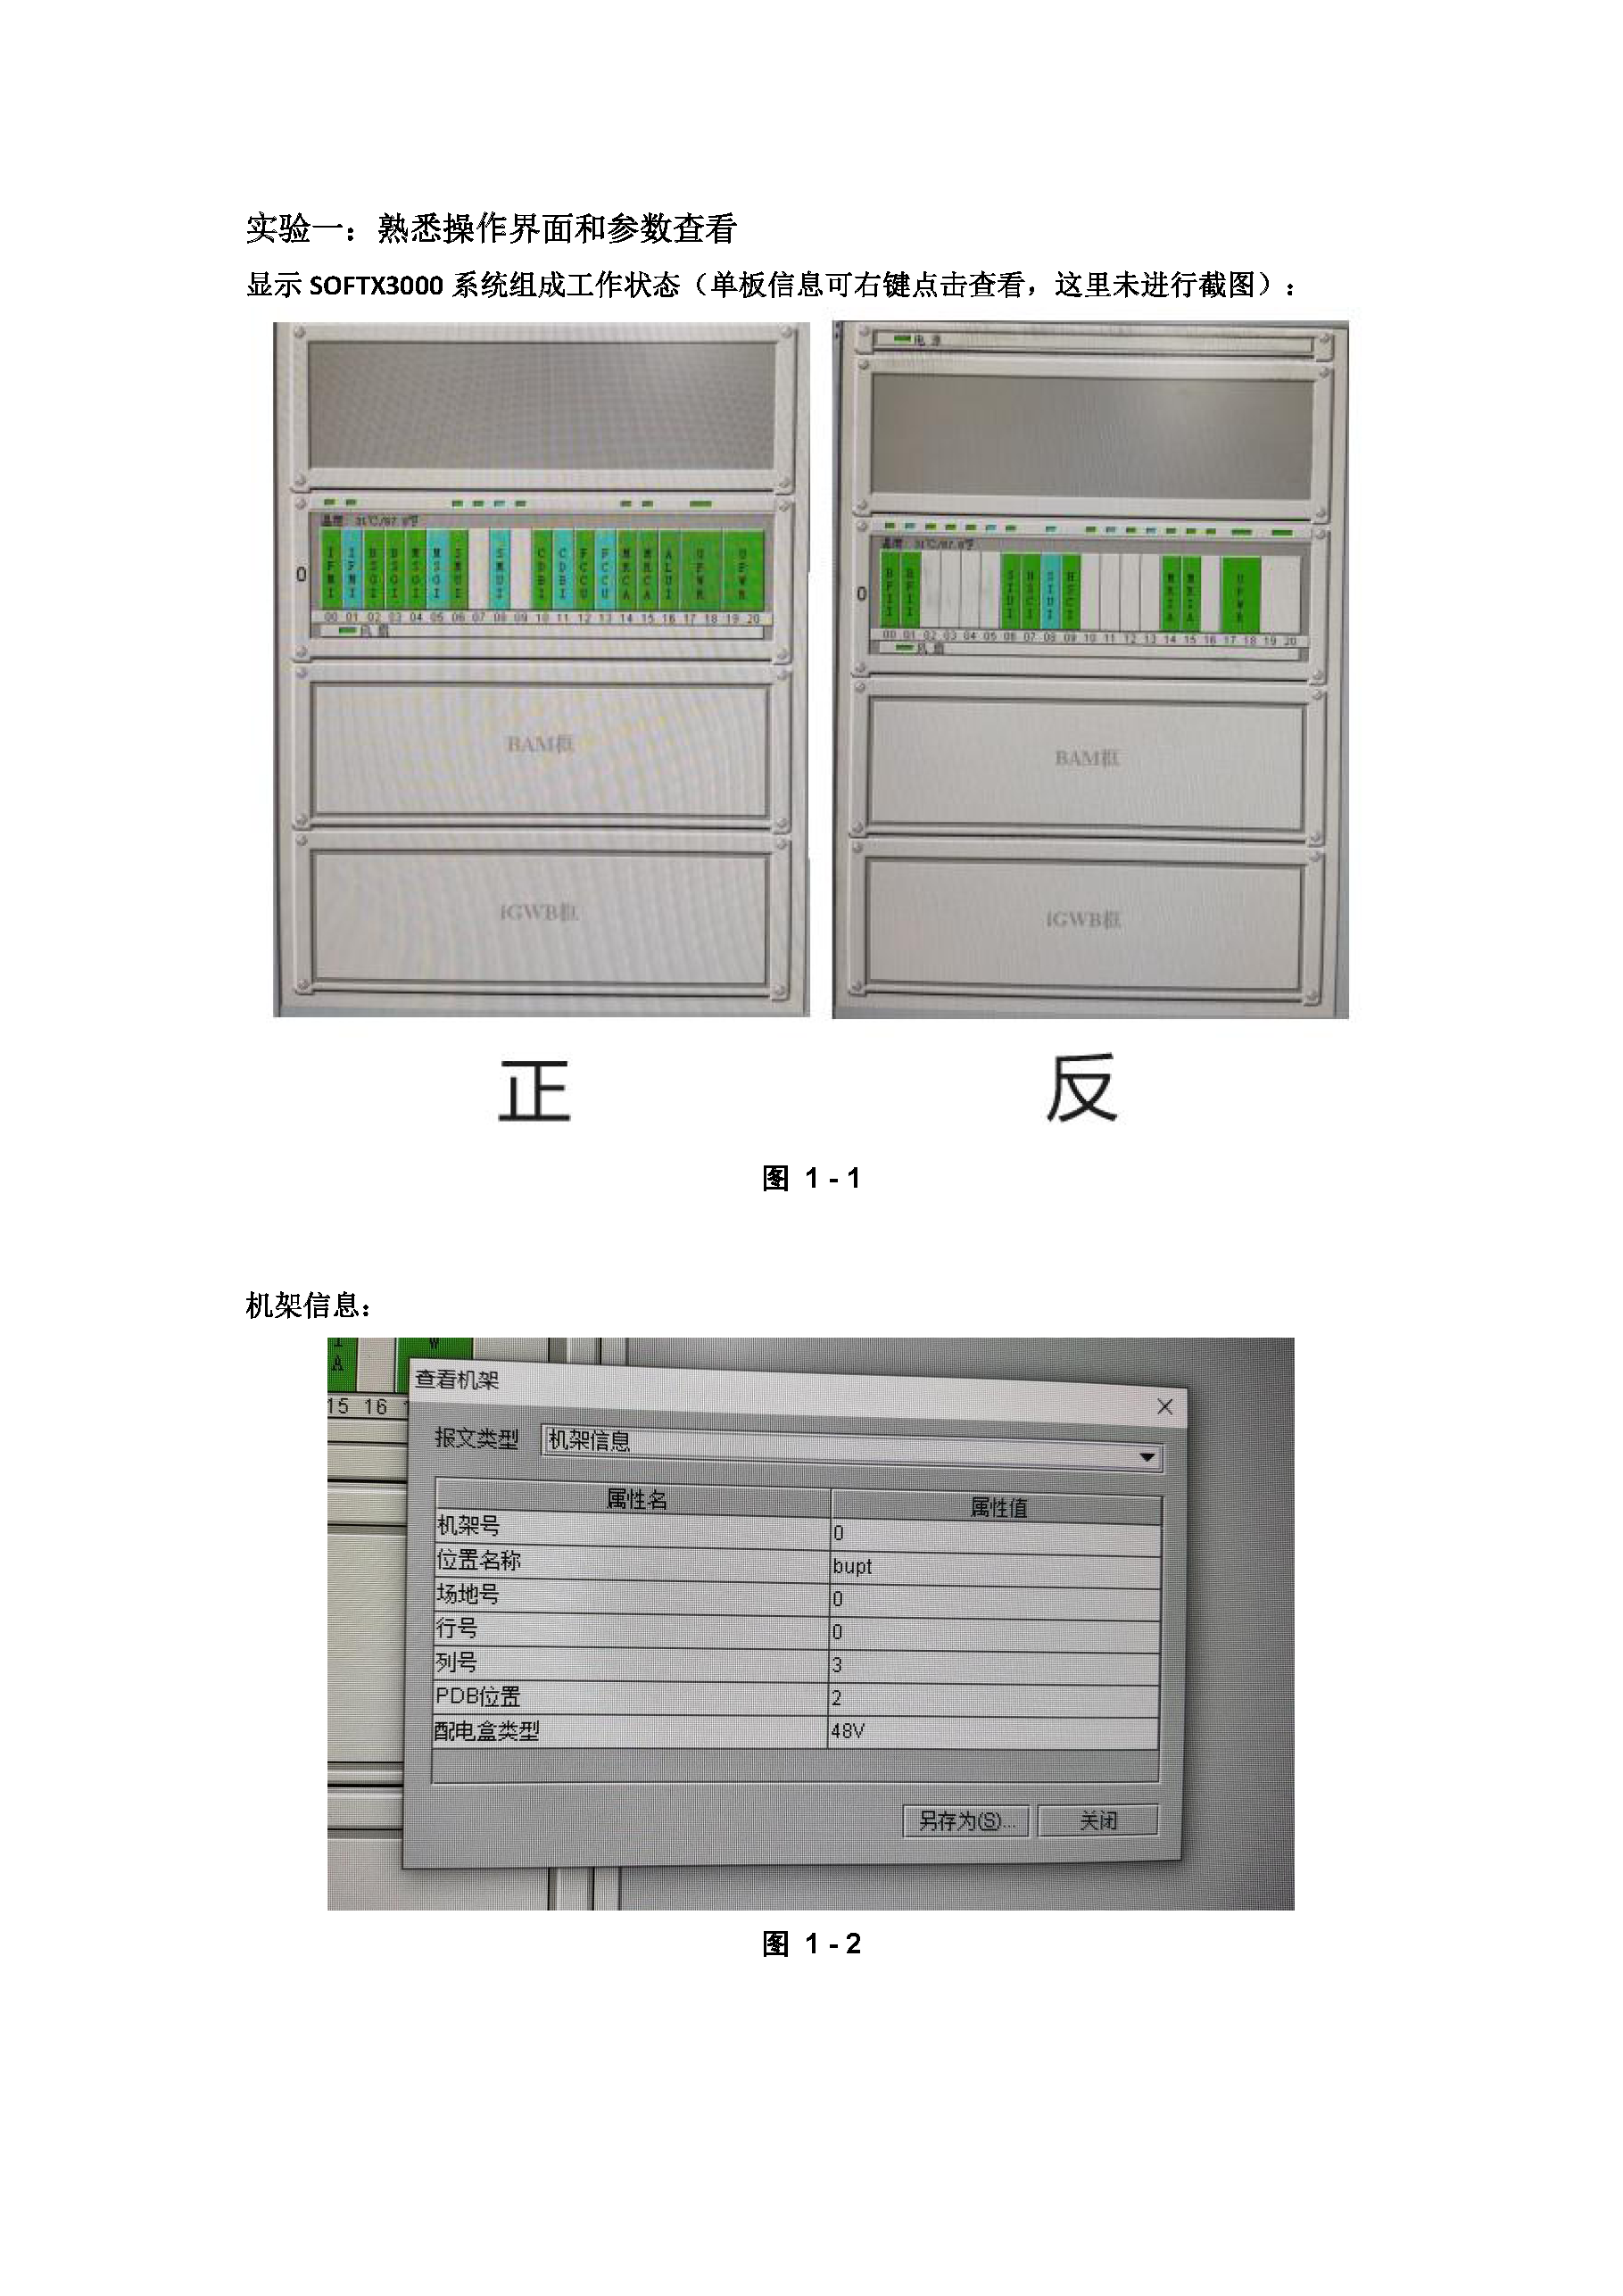 实验一：熟悉操作界面和参数查看
显示 SOFTX3000 系统组成工作状态（单板信息可右键点击查看，这里未进行截图）：
电源
0
IFMI IFMI BSGI BSGI MSGI MSGI SMUI SMUI CDBI CDBI FCCU FCCU MRCA MRCA ALUI UPWR UPWR
00 01 02 03 04 05 06 07 08 09 10 11 12 13 14 15 16 17 18 19 20
风扇
BAM框
iGWB框
0
BFII BFII SIUI HSCI SIUI HSCI MRIA MRIA UPWR
00 01 02 03 04 05 06 07 08 09 10 11 12 13 14 15 16 17 18 19 20
风扇
BAM框
iGWB框
正
反
图 1 - 1
机架信息：
A W
15 16
查看机架
报文类型 机架信息
属性名 属性值
机架号 0
位置名称 bupt
场地号 0
行号 0
列号 3
PDB位置 2
配电盒类型 48V
另存为(S)... 关闭
图 1 - 2